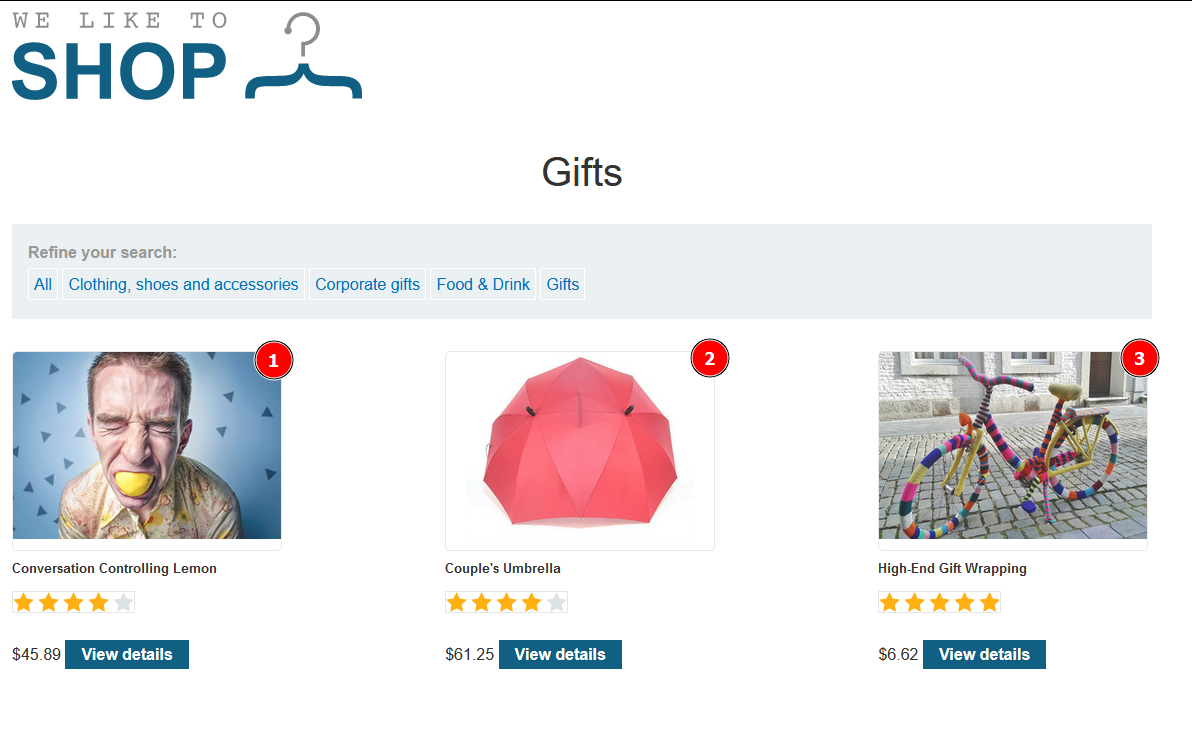 WE LIKE TO
SHOP
Gifts
Refine your search:
All Clothing, shoes and accessories Corporate gifts Food & Drink Gifts
1 2 3
Conversation Controlling Lemon Couple's Umbrella High-End Gift Wrapping
$45.89 View details $61.25 View details $6.62 View details